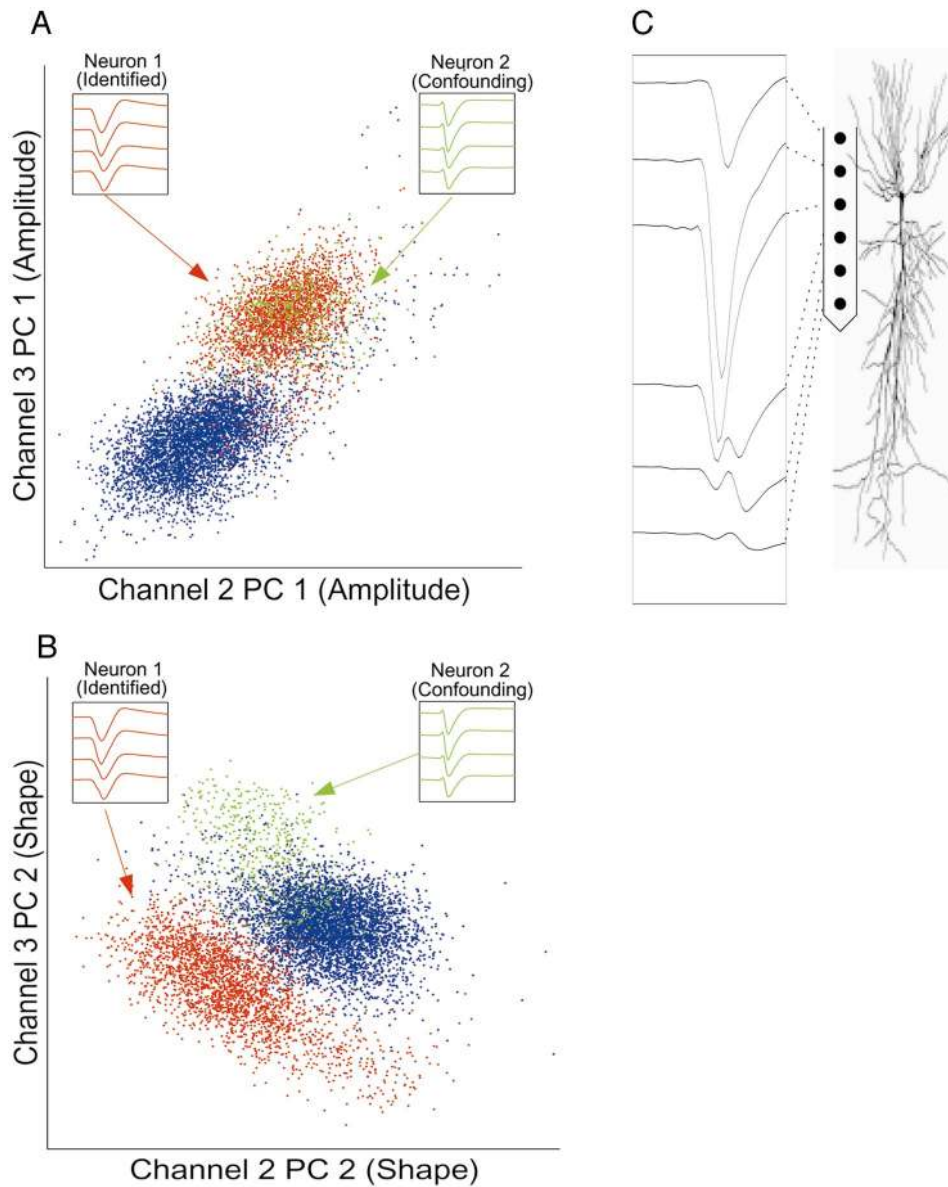 A
Neuron 1
(Identified)
Neuron 2
(Confounding)
Channel 3 PC 1 (Amplitude)
Channel 2 PC 1 (Amplitude)
B
Neuron 1
(Identified)
Neuron 2
(Confounding)
Channel 3 PC 2 (Shape)
Channel 2 PC 2 (Shape)
C